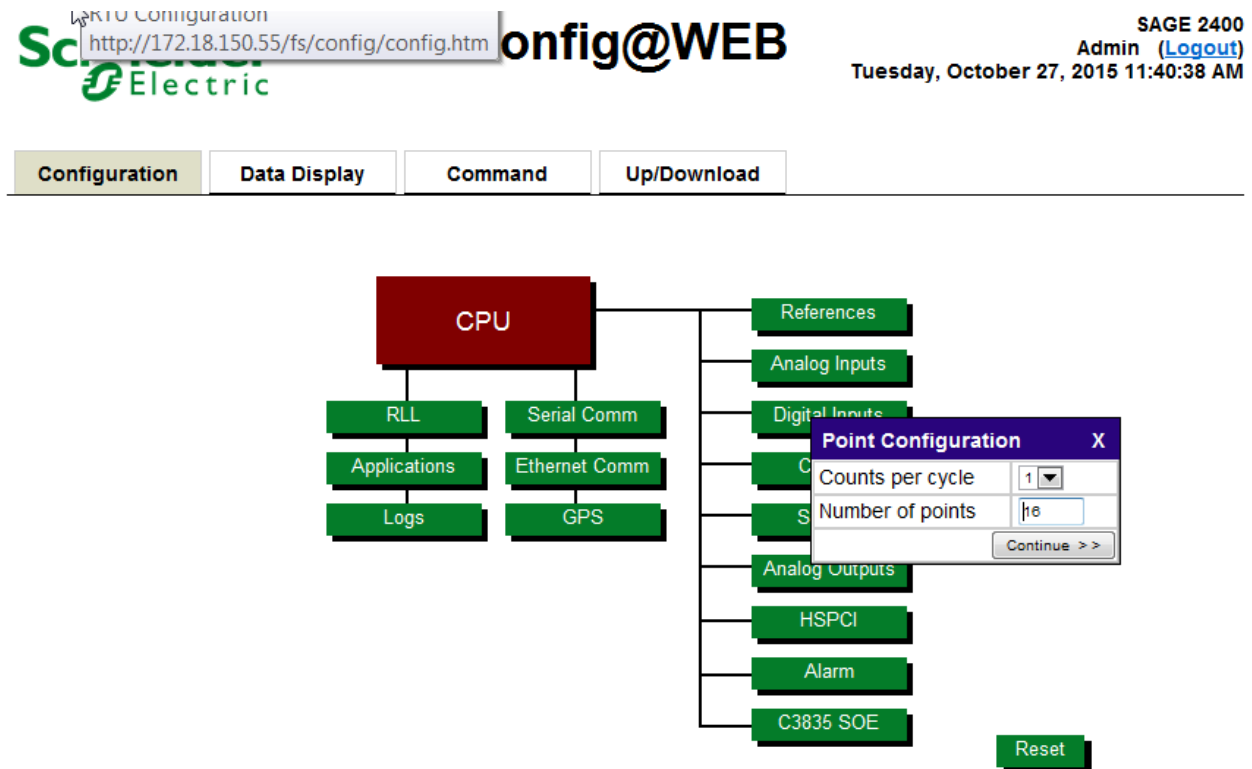 RTU Configuration
http://172.18.150.55/fs/config/config.htm
onfig@WEB
Electric
SAGE 2400
Admin (Logout)
Tuesday, October 27, 2015 11:40:38 AM
Configuration Data Display Command Up/Download
CPU
References
Analog Inputs
RLL Serial Comm Digital Inputs
Point Configuration X
Applications Ethernet Comm
Counts per cycle 1
Logs GPS
Number of points 16
Continue >>
Analog Outputs
HSPCI
Alarm
C3835 SOE
Reset